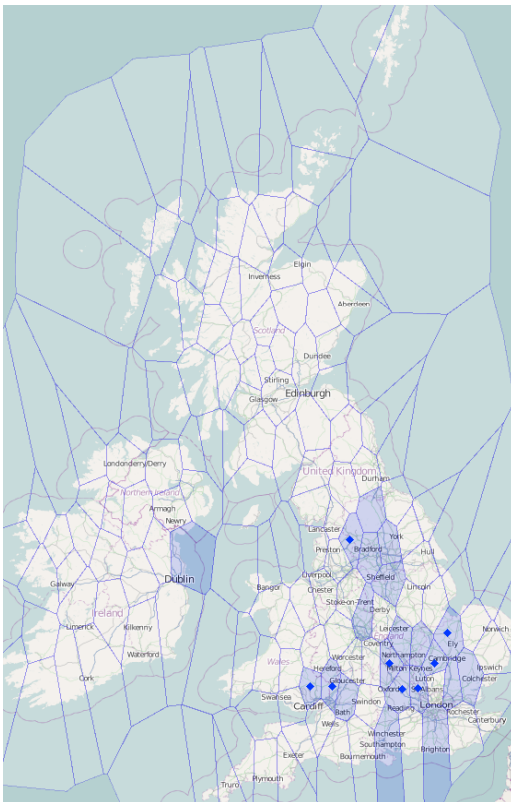 Elgin
Inverness
Aberdeen
Scotland
Dundee
Stirling
Edinburgh
Glasgow
Londonderry/Derry
United Kingdom
Durham
Northern Ireland
Armagh
Newry
Lancaster
York
Preston
Bradford
Hull
Liverpool
Sheffield
Dublin
Galway
Bangor
Chester
Lincoln
Stoke-on-Trent
Derby
Ireland
Limerick
Kilkenny
Leicester
Norwich
England
Coventry
Ely
Waterford
Worcester
Northampton
Cambridge
Wales
Hereford
Milton Keynes
Ipswich
Cork
Gloucester
Luton
Colchester
Swansea
Oxford
St Albans
Cardiff
Swindon
London
Bath
Reading
Rochester
Canterbury
Wells
Winchester
Southampton
Brighton
Exeter
Bournemouth
Plymouth
Truro